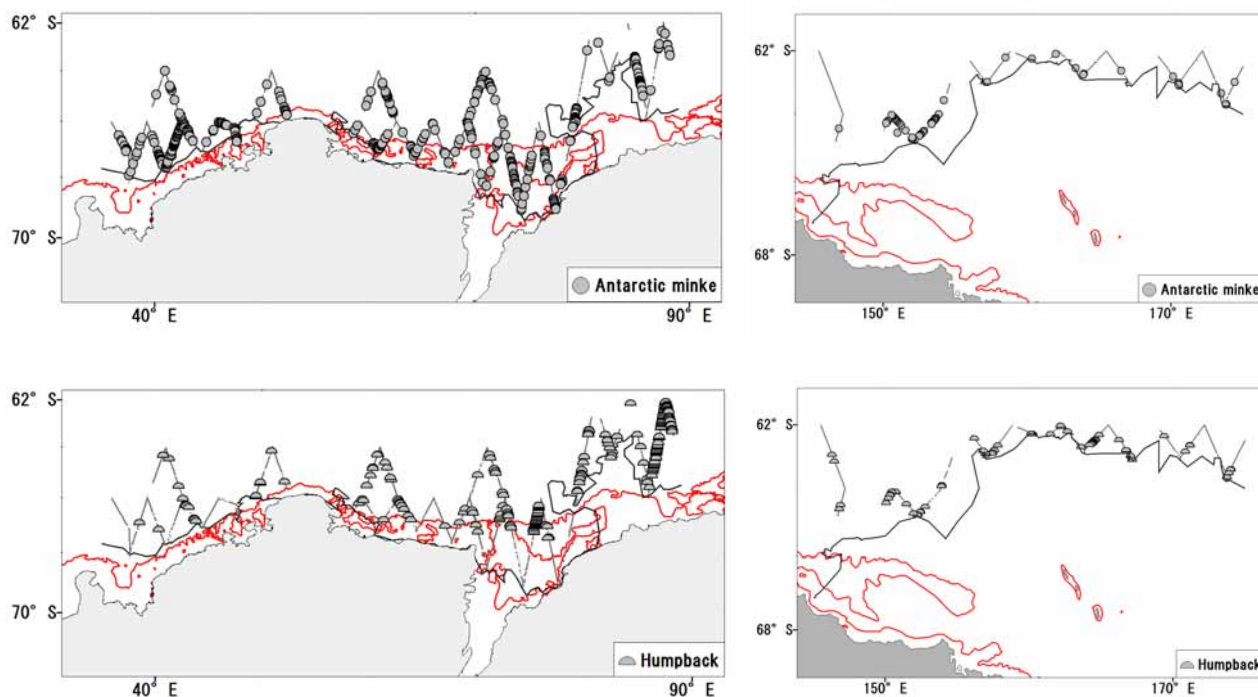 62° S
70° S
Antarctic minke
40° E
90° E
62° S
68° S
Antarctic minke
150° E
170° E
62° S
70° S
Humpback
40° E
90° E
62° S
68° S
Humpback
150° E
170° E